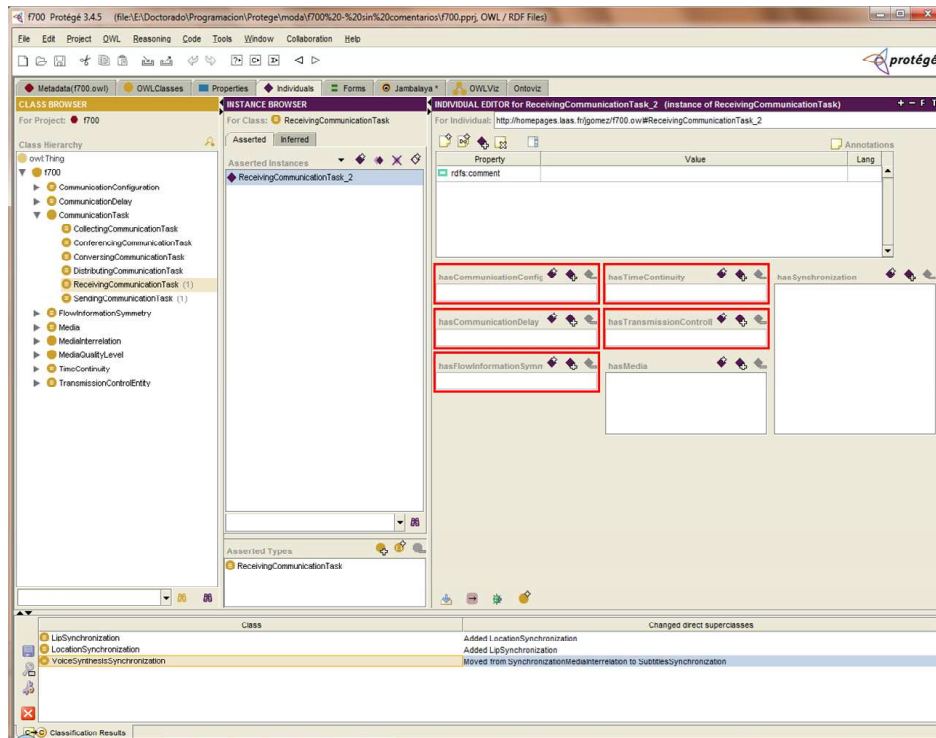 f700 Protégé 3.4.5 (file:\E:\Doctorado\Programacion\Protege\moda\f700%20-%20sin%20comentarios\f700.pprj, OWL / RDF Files)
File Edit Project OWL Reasoning Code Tools Window Collaboration Help
protégé
Metadata(f700.owl) OWLClasses Properties Individuals Forms Jambalaya * OWLViz Ontoviz
CLASS BROWSER
For Project: f700
Class Hierarchy
owl:Thing
f700
CommunicationConfiguration
CommunicationDelay
CommunicationTask
CollectingCommunicationTask
ConferencingCommunicationTask
ConversingCommunicationTask
DistributingCommunicationTask
ReceivingCommunicationTask (1)
SendingCommunicationTask (1)
FlowInformationSymmetry
Media
MediaInterrelation
MediaQualityLevel
TimeContinuity
TransmissionControlEntity
INSTANCE BROWSER
For Class: ReceivingCommunicationTask
Asserted Inferred
Asserted Instances
ReceivingCommunicationTask_2
Asserted Types
ReceivingCommunicationTask
INDIVIDUAL EDITOR for ReceivingCommunicationTask_2 (instance of ReceivingCommunicationTask) + - F T
For Individual: http://homepages.laas.fr/jgomez/f700.owl#ReceivingCommunicationTask_2
Annotations
Property Value Lang
rdfs:comment
hasCommunicationConfig hasTimeContinuity hasSynchronization
hasCommunicationDelay hasTransmissionControll
hasFlowInformationSymm hasMedia
Class Changed direct superclasses
LipSynchronization Added LocationSynchronization
LocationSynchronization Added LipSynchronization
VoiceSynthesisSynchronization Moved from SynchronizationMediaInterrelation to SubtitlesSynchronization
Classification Results